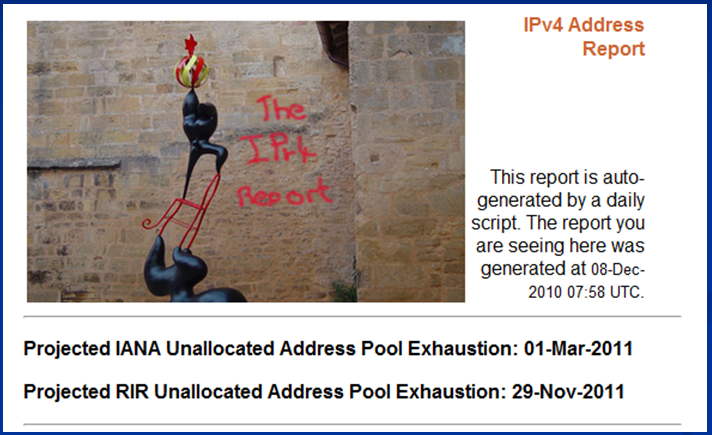 The
IPv4
Report
IPv4 Address
Report
This report is auto-
generated by a daily
script. The report you
are seeing here was
generated at 08-Dec-
2010 07:58 UTC.
Projected IANA Unallocated Address Pool Exhaustion: 01-Mar-2011
Projected RIR Unallocated Address Pool Exhaustion: 29-Nov-2011